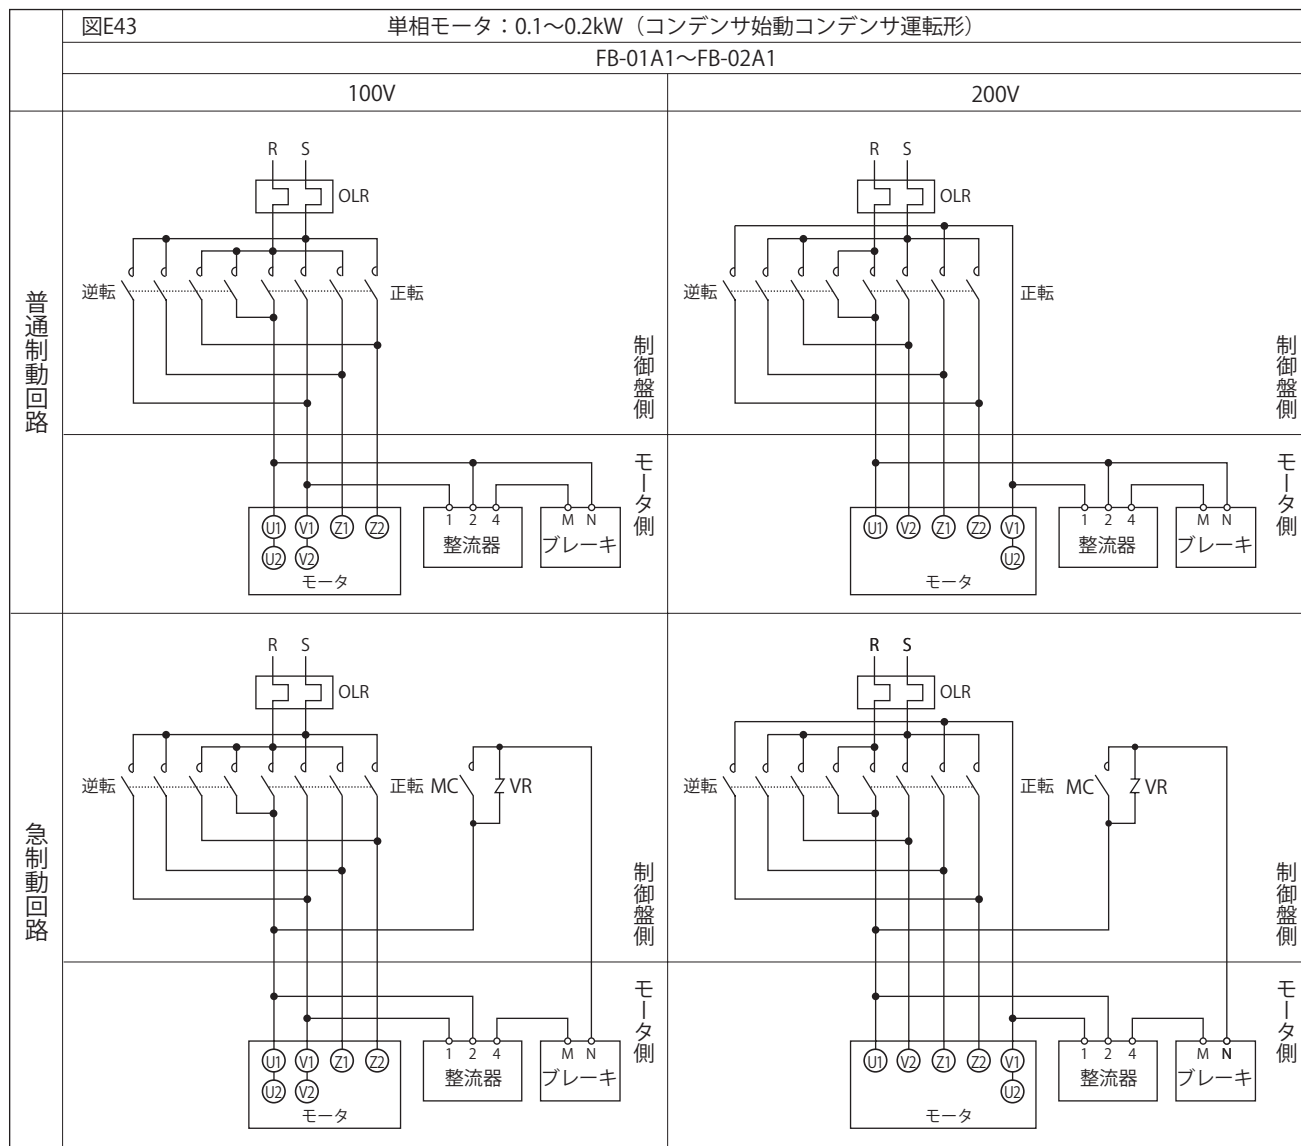 図E43 単相モータ：0.1～0.2kW（コンデンサ始動コンデンサ運転形）
FB-01A1～FB-02A1
100V 200V
普通制動回路
R S
OLR
逆転 正転
制御盤側
モータ側
U1 V1 Z1 Z2
U2 V2
モータ
1 2 4
整流器
M N
ブレーキ
R S
OLR
逆転 正転
制御盤側
モータ側
U1 V2 Z1 Z2 V1
U2
モータ
1 2 4
整流器
M N
ブレーキ
急制動回路
R S
OLR
逆転 正転 MC VR
制御盤側
モータ側
U1 V1 Z1 Z2
U2 V2
モータ
1 2 4
整流器
M N
ブレーキ
R S
OLR
逆転 正転 MC VR
制御盤側
モータ側
U1 V2 Z1 Z2 V1
U2
モータ
1 2 4
整流器
M N
ブレーキ